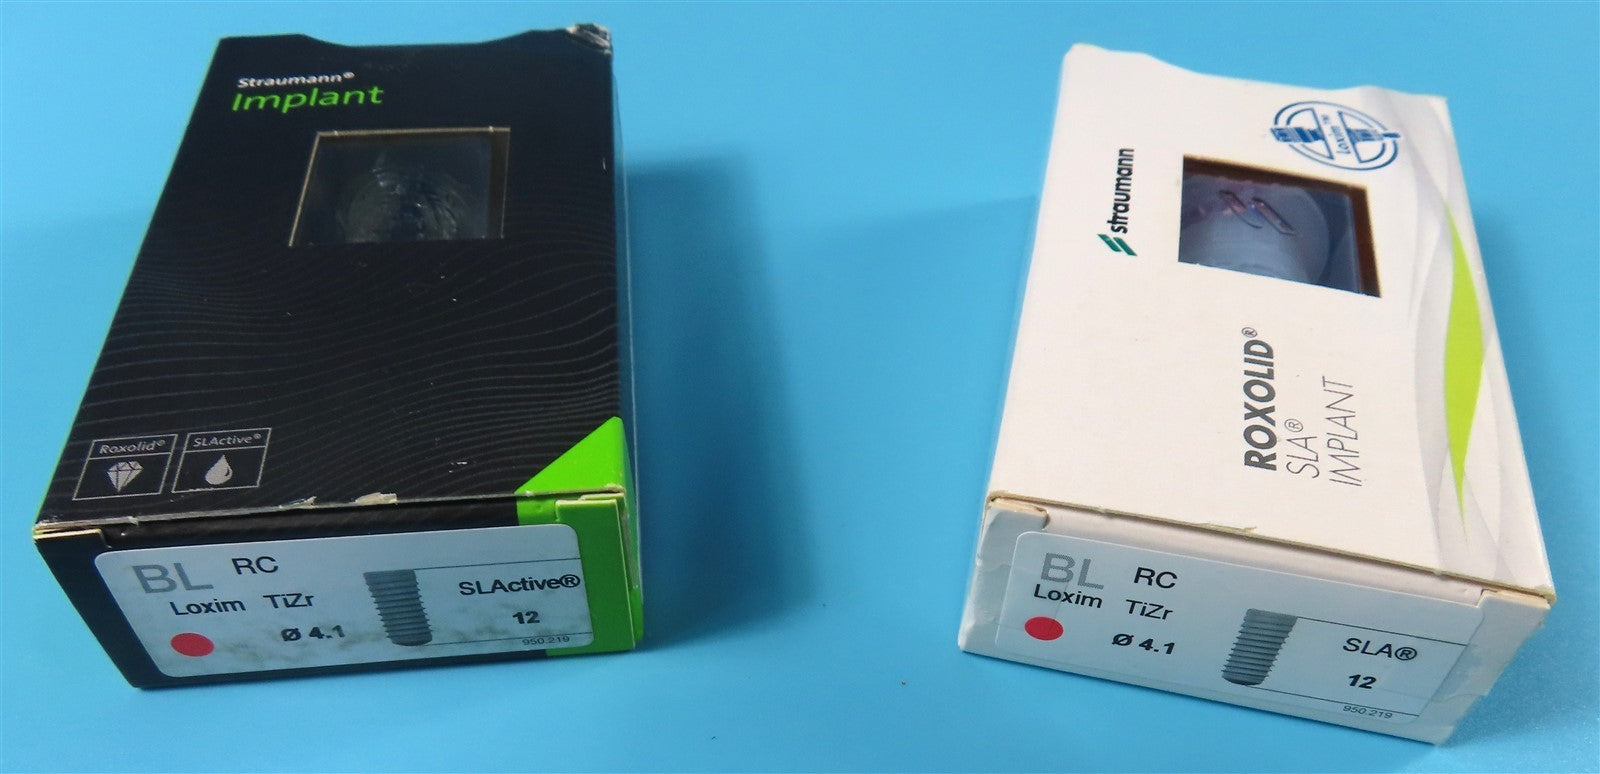 Straumann®
Implant
Roxolid®
SLActive®
BL RC
Loxim TiZr
Ø 4.1
SLActive®
12
950.219
Loxim™
straumann
ROXOLID®
SLA®
IMPLANT
BL RC
Loxim TiZr
Ø 4.1
SLA®
12
950.219